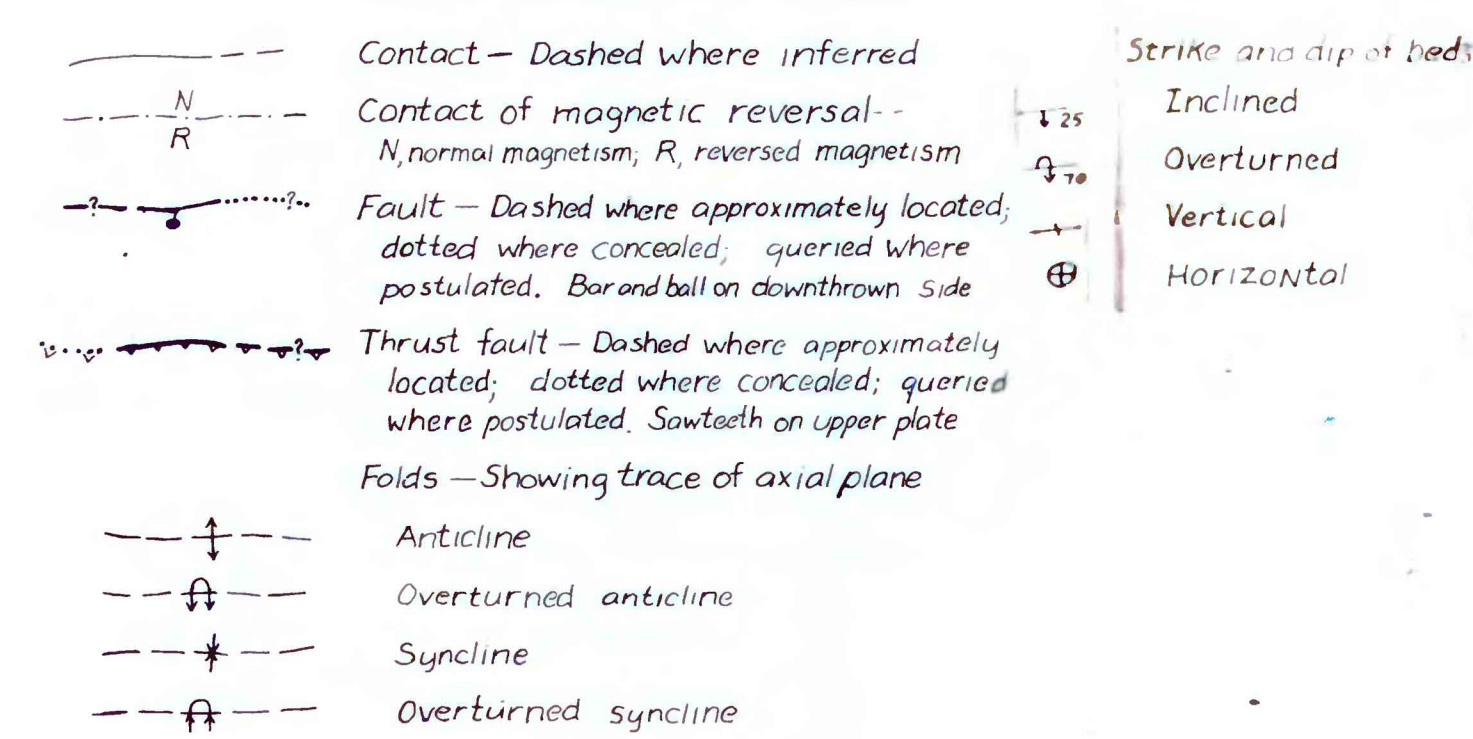 Contact — Dashed where inferred
N
R
Contact of magnetic reversal--
N, normal magnetism; R, reversed magnetism
? ?
Fault — Dashed where approximately located;
dotted where concealed; queried where
postulated. Bar and ball on downthrown side
?
Thrust fault — Dashed where approximately
located; dotted where concealed; queried
where postulated. Sawteeth on upper plate
Folds — Showing trace of axial plane
Anticline
Overturned anticline
Syncline
Overturned syncline
Strike and dip of beds
25 Inclined
70 Overturned
Vertical
Horizontal